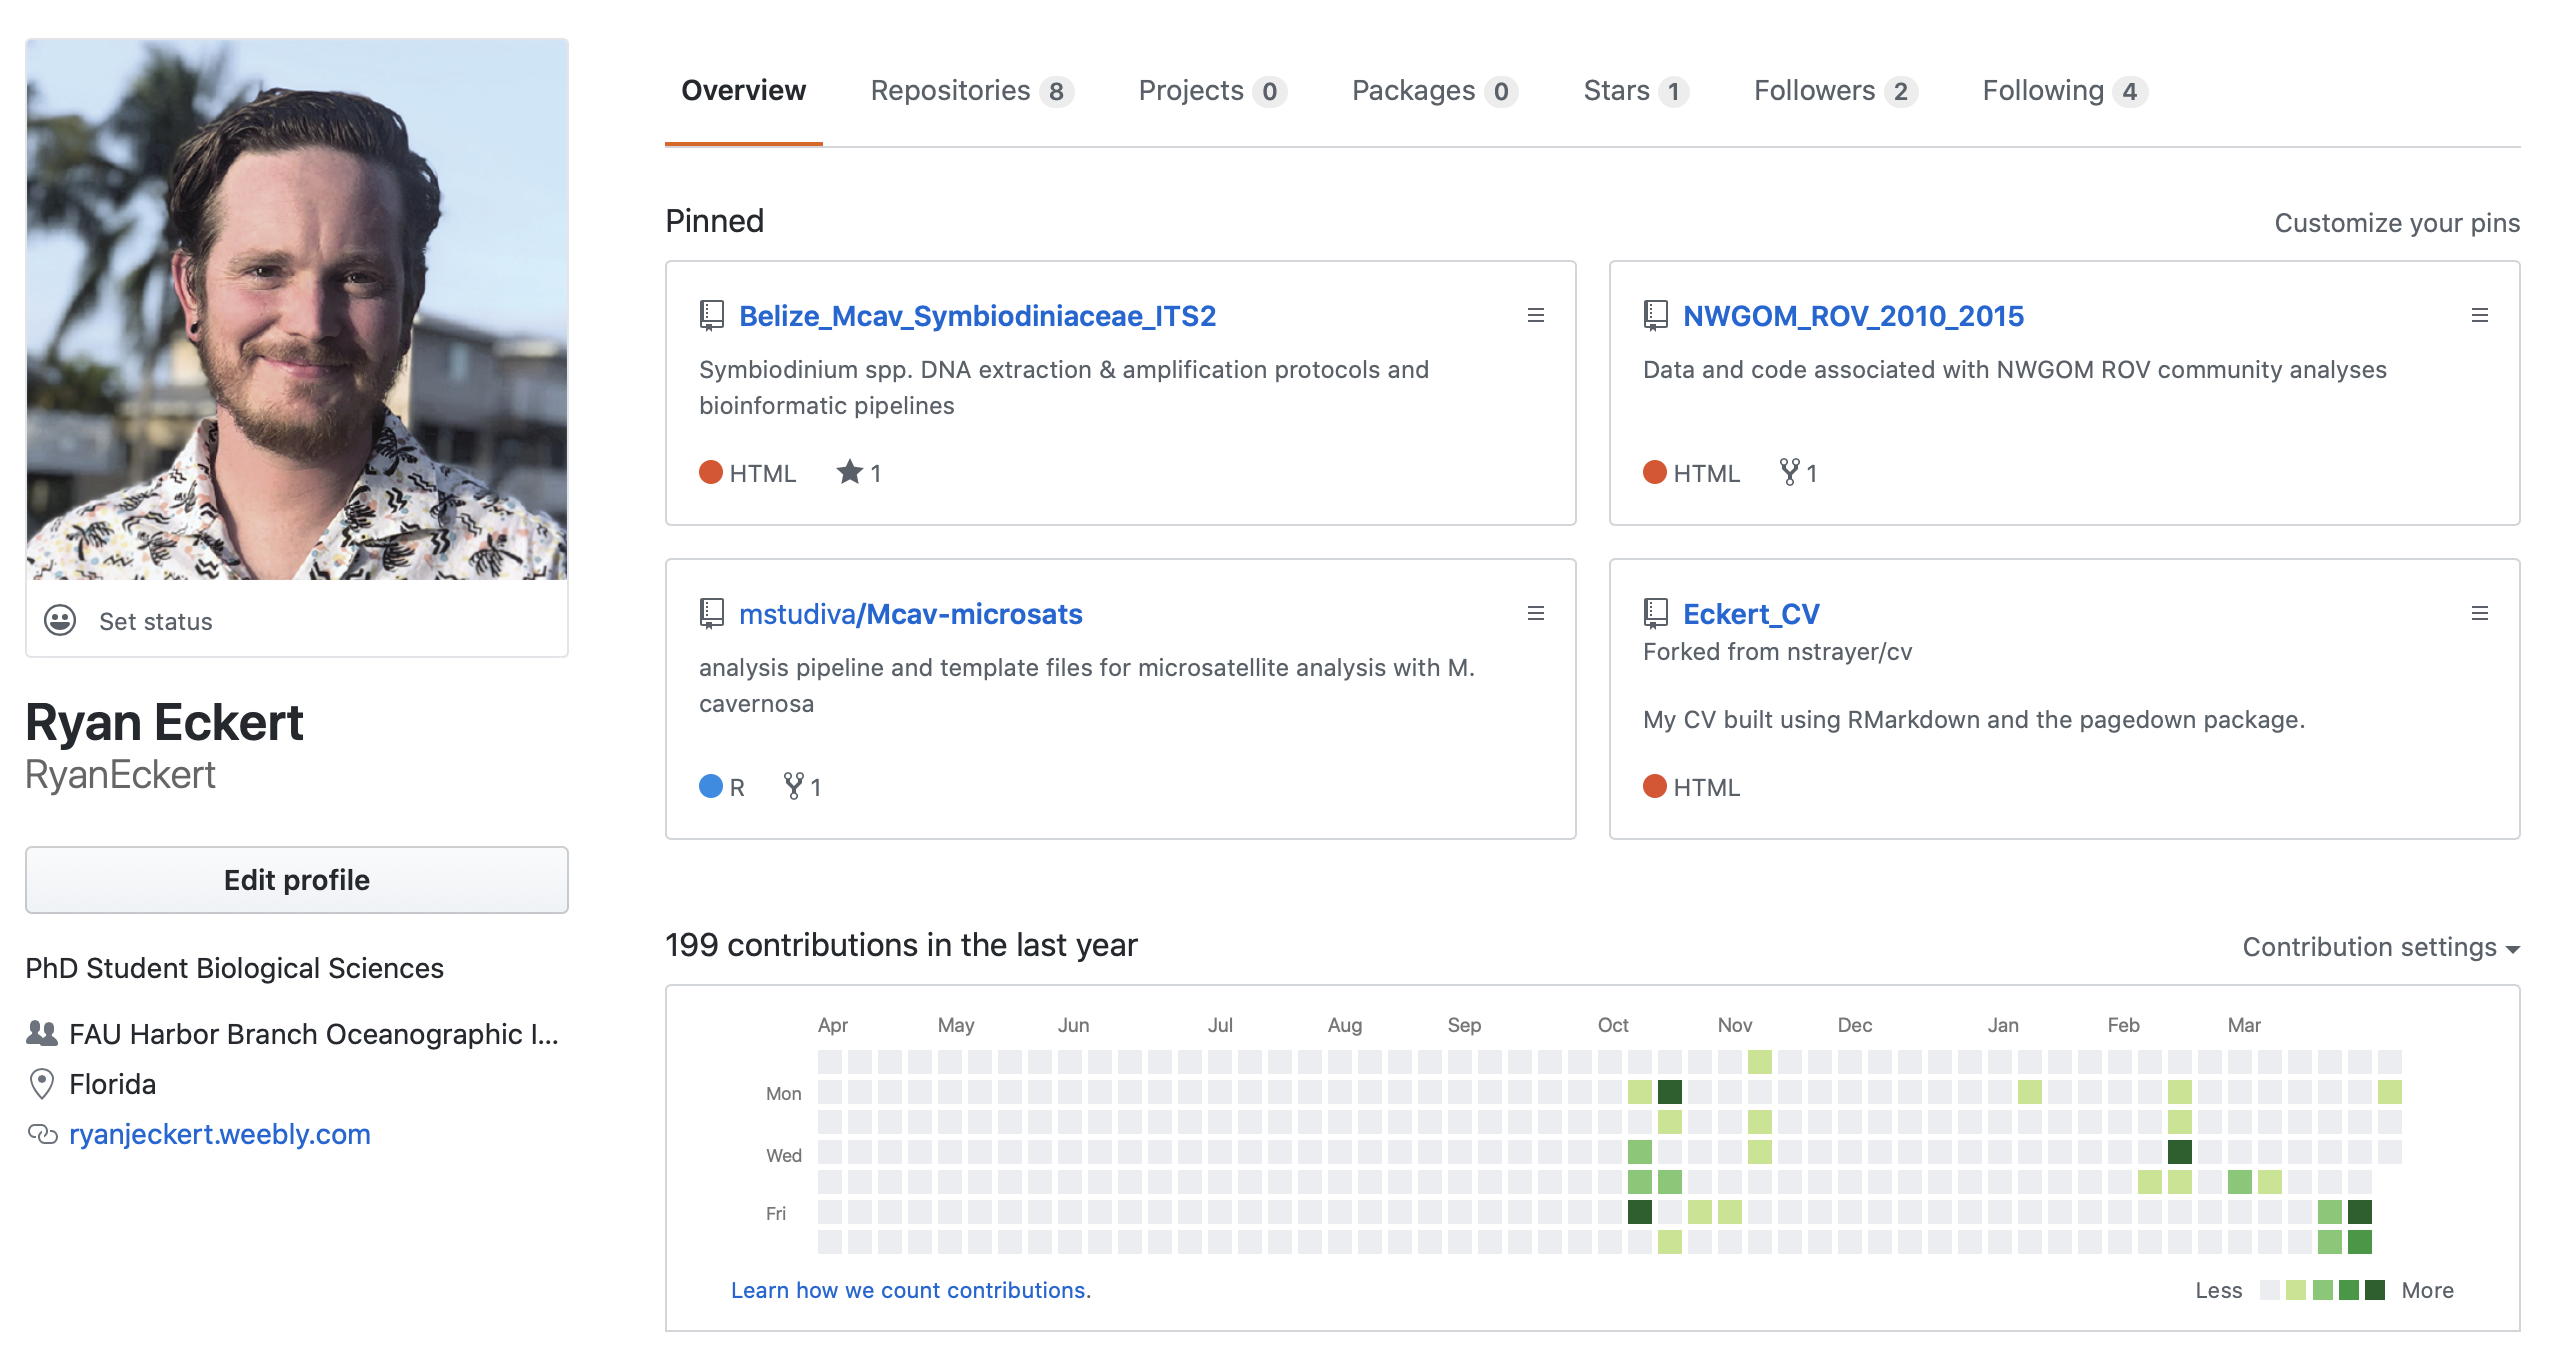 Overview
Repositories 8
Projects 0
Packages 0
Stars 1
Followers 2
Following 4
Pinned
Customize your pins
Belize_Mcav_Symbiodiniaceae_ITS2
Symbiodinium spp. DNA extraction & amplification protocols and
bioinformatic pipelines
HTML 1
NWGOM_ROV_2010_2015
Data and code associated with NWGOM ROV community analyses
HTML 1
mstudiva/Mcav-microsats
analysis pipeline and template files for microsatellite analysis with M.
cavernosa
R 1
Eckert_CV
Forked from nstrayer/cv
My CV built using RMarkdown and the pagedown package.
HTML
Set status
Ryan Eckert
RyanEckert
Edit profile
PhD Student Biological Sciences
FAU Harbor Branch Oceanographic I...
Florida
ryanjeckert.weebly.com
199 contributions in the last year
Contribution settings
Apr May Jun Jul Aug Sep Oct Nov Dec Jan Feb Mar
Mon
Wed
Fri
Learn how we count contributions.
Less More